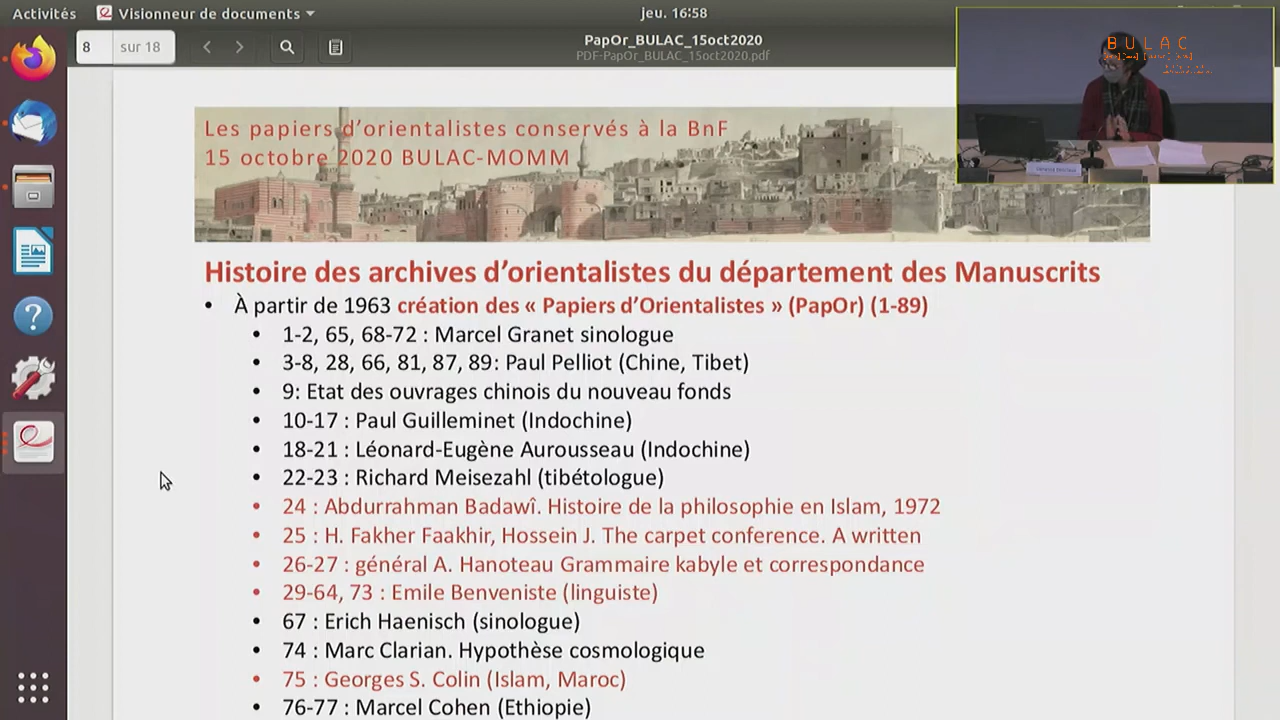 Activités
Visionneur de documents
jeu. 16:58
8
sur 18
PapOr_BULAC_15oct2020
PDF-PapOr_BULAC_15oct2020.pdf
BULAC
Les papiers d’orientalistes conservés à la BnF
15 octobre 2020 BULAC-MOMM
Histoire des archives d’orientalistes du département des Manuscrits
• À partir de 1963 création des « Papiers d’Orientalistes » (PapOr) (1-89)
• 1-2, 65, 68-72 : Marcel Granet sinologue
• 3-8, 28, 66, 81, 87, 89: Paul Pelliot (Chine, Tibet)
• 9: Etat des ouvrages chinois du nouveau fonds
• 10-17 : Paul Guilleminet (Indochine)
• 18-21 : Léonard-Eugène Aurousseau (Indochine)
• 22-23 : Richard Meisezahl (tibétologue)
• 24 : Abdurrahman Badawî. Histoire de la philosophie en Islam, 1972
• 25 : H. Fakher Faakhir, Hossein J. The carpet conference. A written
• 26-27 : général A. Hanoteau Grammaire kabyle et correspondance
• 29-64, 73 : Emile Benveniste (linguiste)
• 67 : Erich Haenisch (sinologue)
• 74 : Marc Clarian. Hypothèse cosmologique
• 75 : Georges S. Colin (Islam, Maroc)
• 76-77 : Marcel Cohen (Ethiopie)